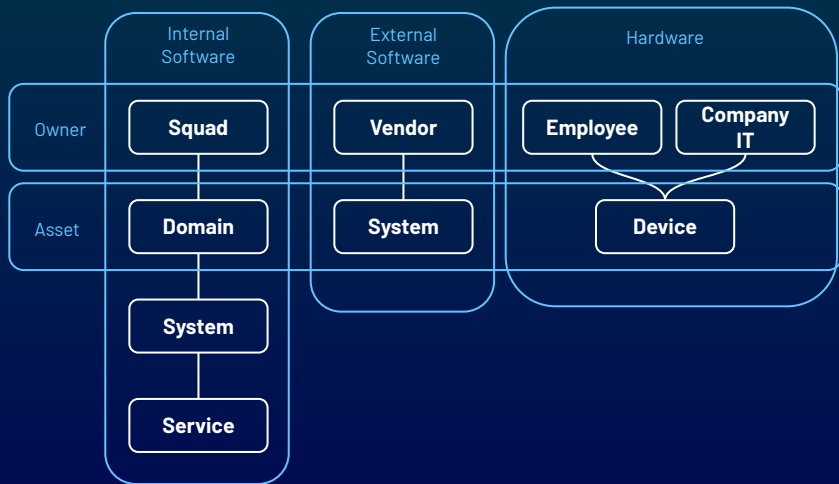 Internal
Software
External
Software
Hardware
Owner
Squad
Vendor
Employee
Company
IT
Asset
Domain
System
Device
System
Service